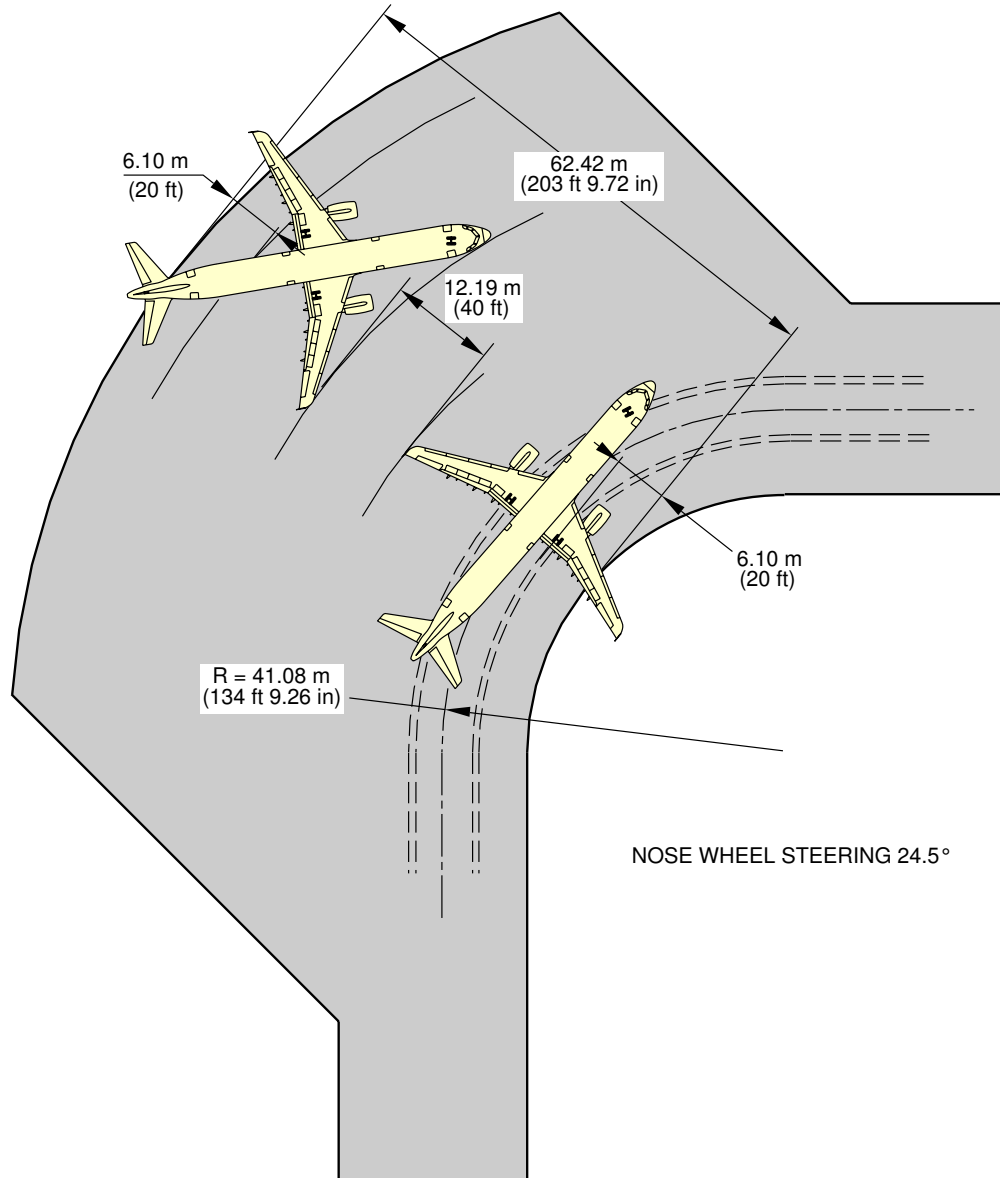 6.10 m
(20 ft)
62.42 m
(203 ft 9.72 in)
12.19 m
(40 ft)
6.10 m
(20 ft)
R = 41.08 m
(134 ft 9.26 in)
NOSE WHEEL STEERING 24.5°